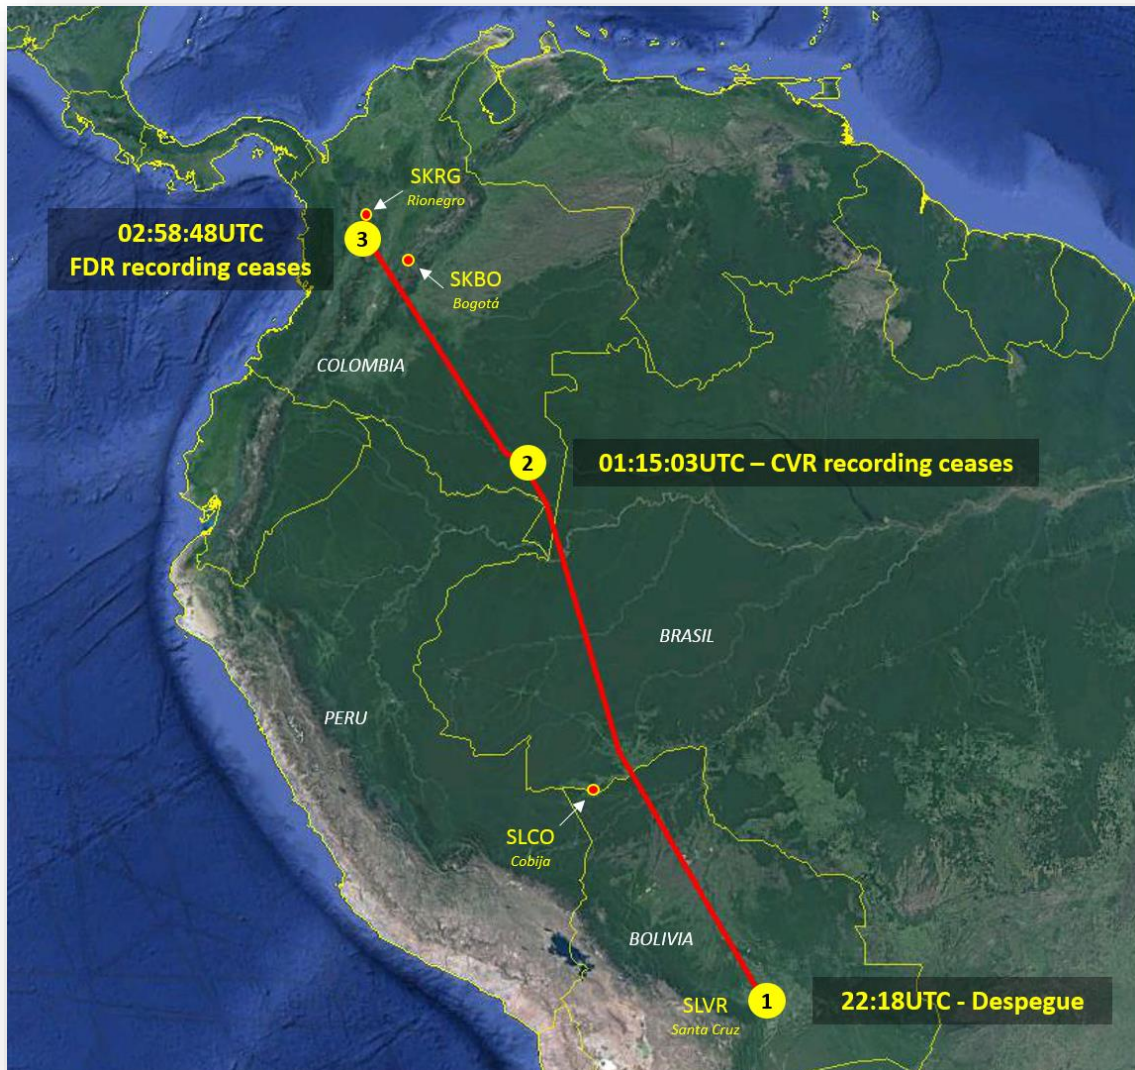 SKRG
Rionegro
02:58:48UTC
FDR recording ceases
3
SKBO
Bogotá
COLOMBIA
2
01:15:03UTC – CVR recording ceases
BRASIL
PERU
SLCO
Cobija
BOLIVIA
SLVR
Santa Cruz
1
22:18UTC - Despegue